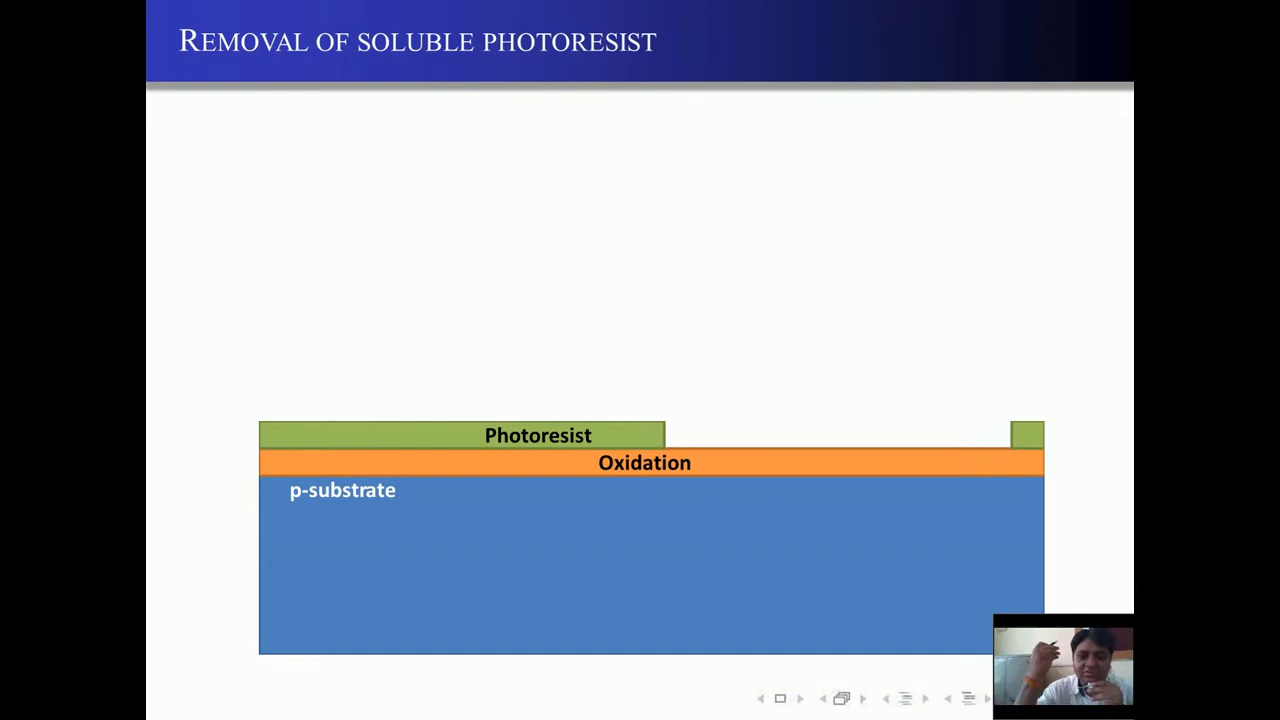 REMOVAL OF SOLUBLE PHOTORESIST
Photoresist
Oxidation
p-substrate